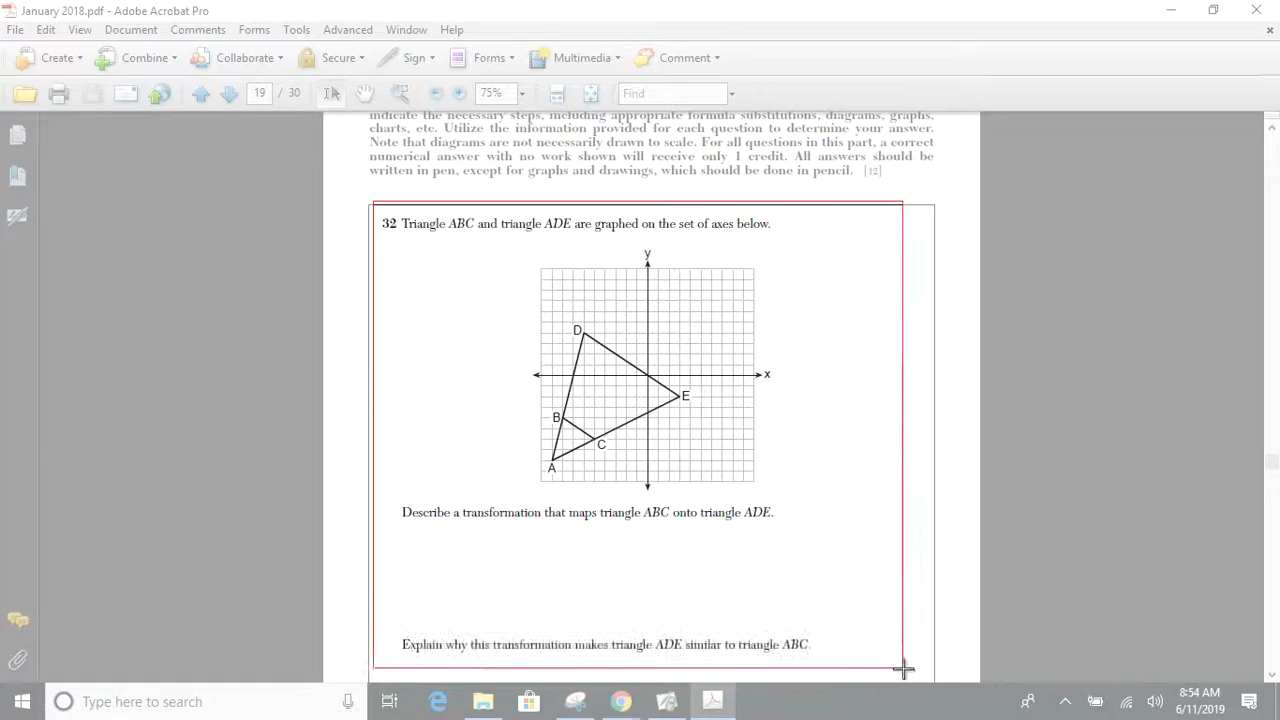 January 2018.pdf - Adobe Acrobat Pro
File Edit View Document Comments Forms Tools Advanced Window Help
Create Combine Collaborate Secure Sign Forms Multimedia Comment
19 / 30 75% Find
indicate the necessary steps, including appropriate formula substitutions, diagrams, graphs,
charts, etc. Utilize the information provided for each question to determine your answer.
Note that diagrams are not necessarily drawn to scale. For all questions in this part, a correct
numerical answer with no work shown will receive only 1 credit. All answers should be
written in pen, except for graphs and drawings, which should be done in pencil. [12]
32 Triangle ABC and triangle ADE are graphed on the set of axes below.
y
D
x
E
B
C
A
Describe a transformation that maps triangle ABC onto triangle ADE.
Explain why this transformation makes triangle ADE similar to triangle ABC.
Type here to search
8:54 AM
6/11/2019